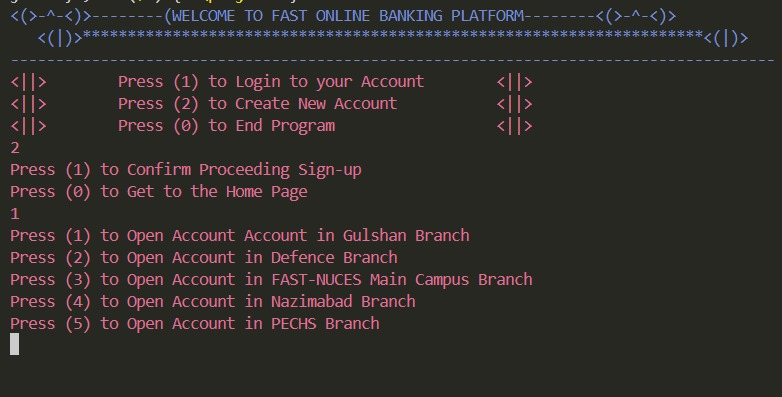 <(>-^-<)>--------(WELCOME TO FAST ONLINE BANKING PLATFORM--------<(>-^-<)>
<(|)>*********************************************************************<(|)>
-------------------------------------------------------------------------------------
<||> Press (1) to Login to your Account <||>
<||> Press (2) to Create New Account <||>
<||> Press (0) to End Program <||>
2
Press (1) to Confirm Proceeding Sign-up
Press (0) to Get to the Home Page
1
Press (1) to Open Account Account in Gulshan Branch
Press (2) to Open Account in Defence Branch
Press (3) to Open Account in FAST-NUCES Main Campus Branch
Press (4) to Open Account in Nazimabad Branch
Press (5) to Open Account in PECHS Branch